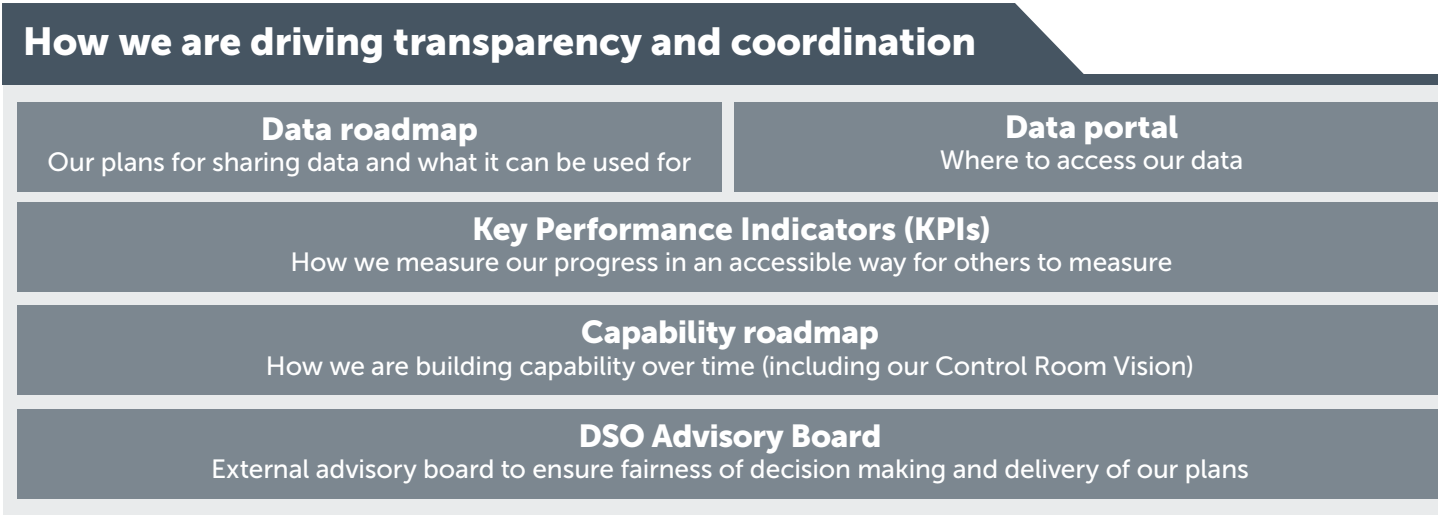 How we are driving transparency and coordination
Data roadmap
Our plans for sharing data and what it can be used for
Data portal
Where to access our data
Key Performance Indicators (KPIs)
How we measure our progress in an accessible way for others to measure
Capability roadmap
How we are building capability over time (including our Control Room Vision)
DSO Advisory Board
External advisory board to ensure fairness of decision making and delivery of our plans